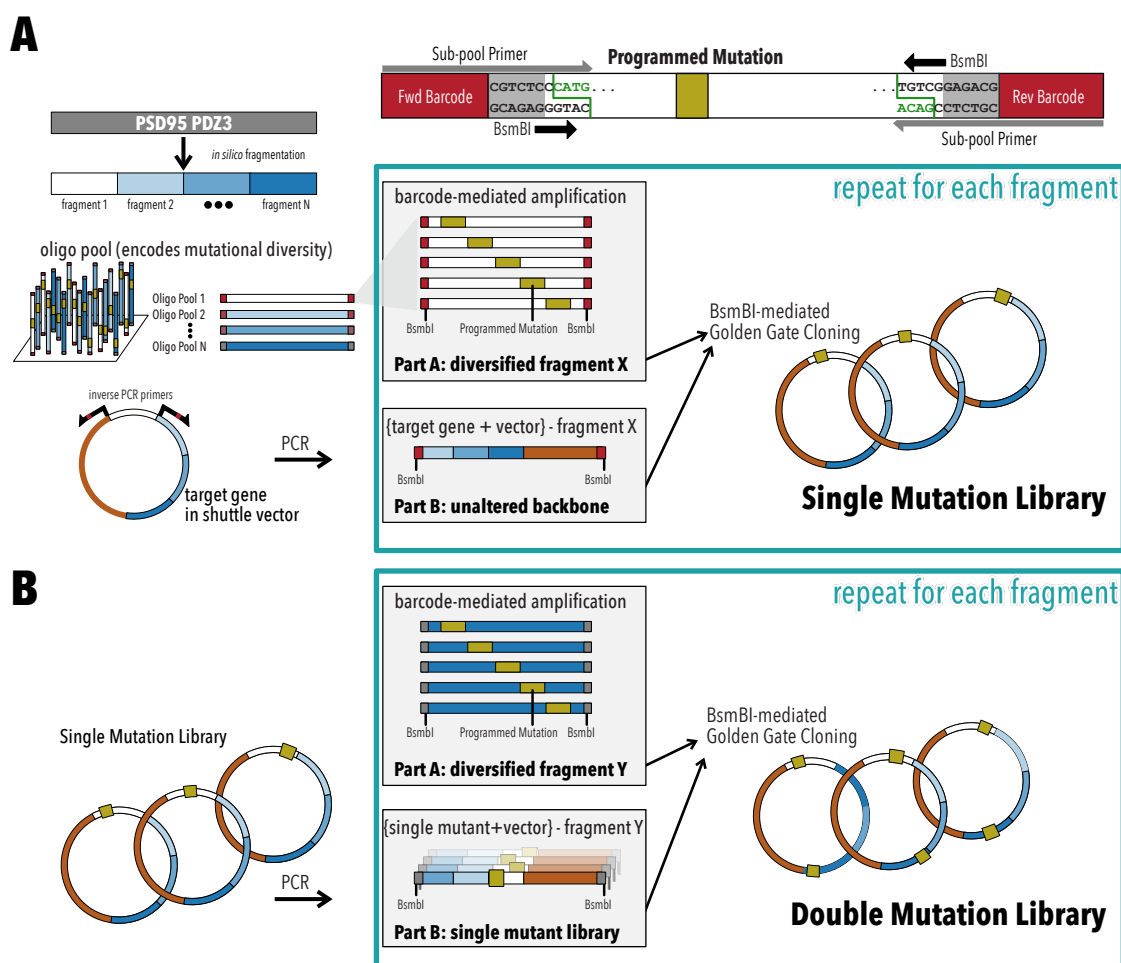 A
Sub-pool Primer
Programmed Mutation
BsmBI
Fwd Barcode
CGTCTCCCATG...
GCAGAGGGTAC
...TGTCGGAGACG
ACAGCCTCTGC
Rev Barcode
BsmBI
Sub-pool Primer
PSD95 PDZ3
in silico fragmentation
fragment 1
fragment 2
fragment N
oligo pool (encodes mutational diversity)
Oligo Pool 1
Oligo Pool 2
Oligo Pool N
inverse PCR primers
PCR
target gene
in shuttle vector
repeat for each fragment
barcode-mediated amplification
BsmbI
Programmed Mutation
BsmbI
Part A: diversified fragment X
{target gene + vector} - fragment X
BsmbI
BsmbI
Part B: unaltered backbone
BsmBI-mediated
Golden Gate Cloning
Single Mutation Library
B
Single Mutation Library
PCR
repeat for each fragment
barcode-mediated amplification
BsmbI
Programmed Mutation
BsmbI
Part A: diversified fragment Y
{single mutant+vector} - fragment Y
BsmbI
BsmbI
Part B: single mutant library
BsmBI-mediated
Golden Gate Cloning
Double Mutation Library